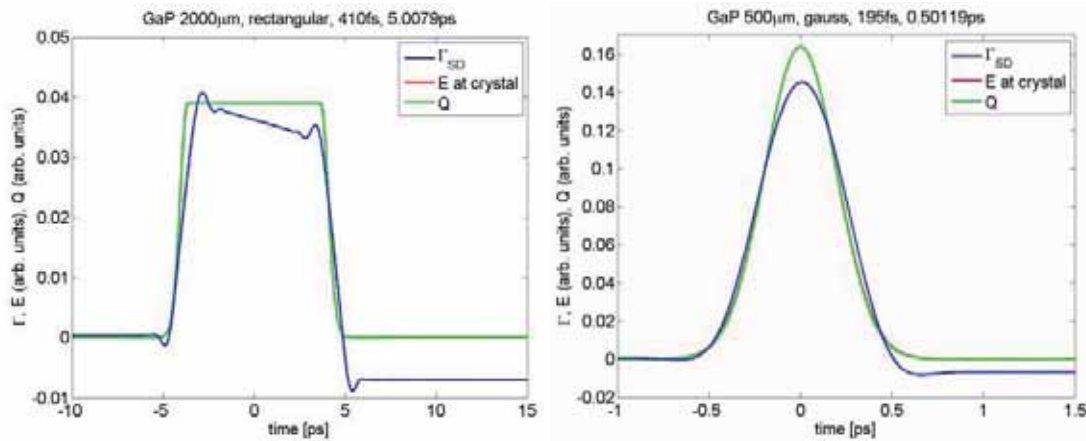 GaP 2000µm, rectangular, 410fs, 5.0079ps
0.05
0.04
0.03
0.02
0.01
0
-0.01
Γ, E (arb. units), Q (arb. units)
ΓSD
E at crystal
Q
-10
-5
0
5
10
15
time [ps]
GaP 500µm, gauss, 195fs, 0.50119ps
0.16
0.14
0.12
0.1
0.08
0.06
0.04
0.02
0
-0.02
Γ, E (arb. units), Q (arb. units)
ΓSD
E at crystal
Q
-1
-0.5
0
0.5
1
1.5
time [ps]